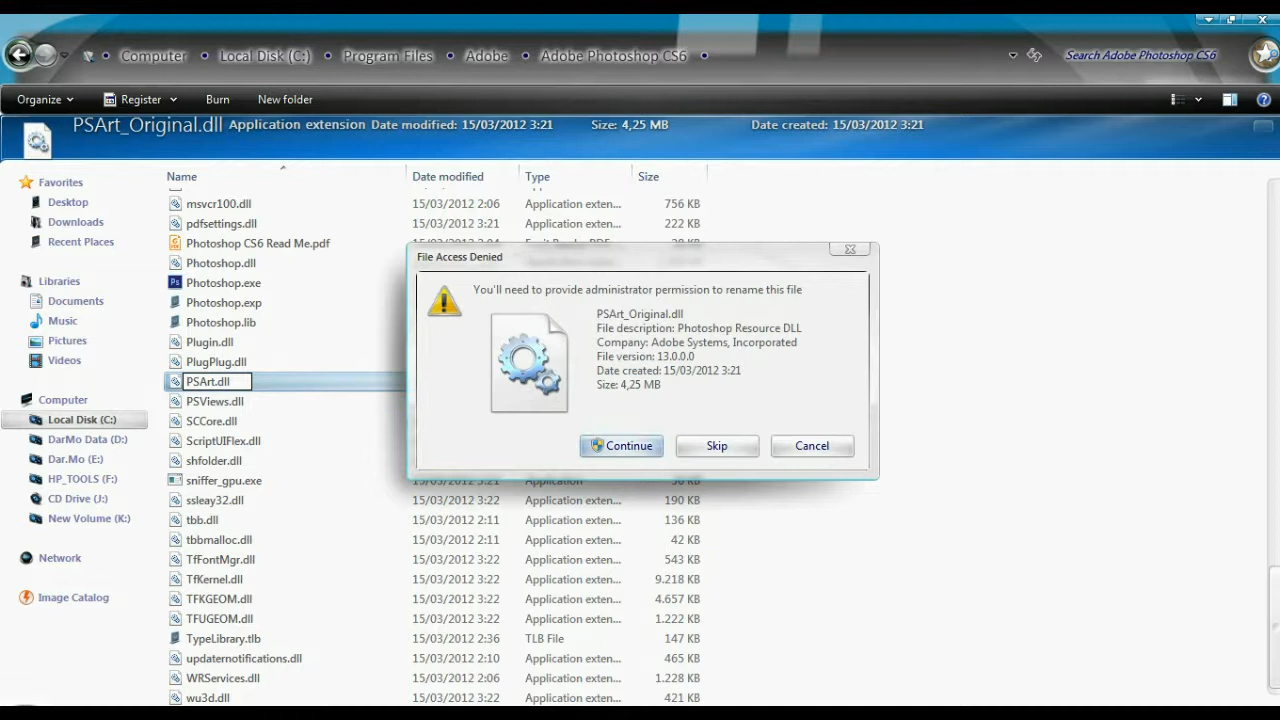 Computer Local Disk (C:) Program Files Adobe Adobe Photoshop CS6 Search Adobe Photoshop CS6
Organize Register Burn New folder
PSArt_Original.dll Application extension Date modified: 15/03/2012 3:21 Size: 4,25 MB Date created: 15/03/2012 3:21
Favorites
Desktop
Downloads
Recent Places
Libraries
Documents
Music
Pictures
Videos
Computer
Local Disk (C:)
DarMo Data (D:)
Dar.Mo (E:)
HP_TOOLS (F:)
CD Drive (J:)
New Volume (K:)
Network
Image Catalog
Name Date modified Type Size
msvcr100.dll 15/03/2012 2:06 Application exten... 756 KB
pdfsettings.dll 15/03/2012 3:21 Application exten... 222 KB
Photoshop CS6 Read Me.pdf
Photoshop.dll
Photoshop.exe
Photoshop.exp
Photoshop.lib
Plugin.dll
PlugPlug.dll
PSArt.dll
PSViews.dll
SCCore.dll
ScriptUIFlex.dll
shfolder.dll
sniffer_gpu.exe 15/03/2012 3:21 Application
ssleay32.dll 15/03/2012 3:22 Application exten... 190 KB
tbb.dll 15/03/2012 2:11 Application exten... 136 KB
tbbmalloc.dll 15/03/2012 2:11 Application exten... 42 KB
TfFontMgr.dll 15/03/2012 3:22 Application exten... 543 KB
TfKernel.dll 15/03/2012 3:22 Application exten... 9.218 KB
TFKGEOM.dll 15/03/2012 3:22 Application exten... 4.657 KB
TFUGEOM.dll 15/03/2012 3:22 Application exten... 1.222 KB
TypeLibrary.tlb 15/03/2012 2:36 TLB File 147 KB
updaternotifications.dll 15/03/2012 2:10 Application exten... 465 KB
WRServices.dll 15/03/2012 2:06 Application exten... 1.228 KB
wu3d.dll 15/03/2012 3:22 Application exten... 421 KB
File Access Denied
You'll need to provide administrator permission to rename this file
PSArt_Original.dll
File description: Photoshop Resource DLL
Company: Adobe Systems, Incorporated
File version: 13.0.0.0
Date created: 15/03/2012 3:21
Size: 4,25 MB
Continue Skip Cancel